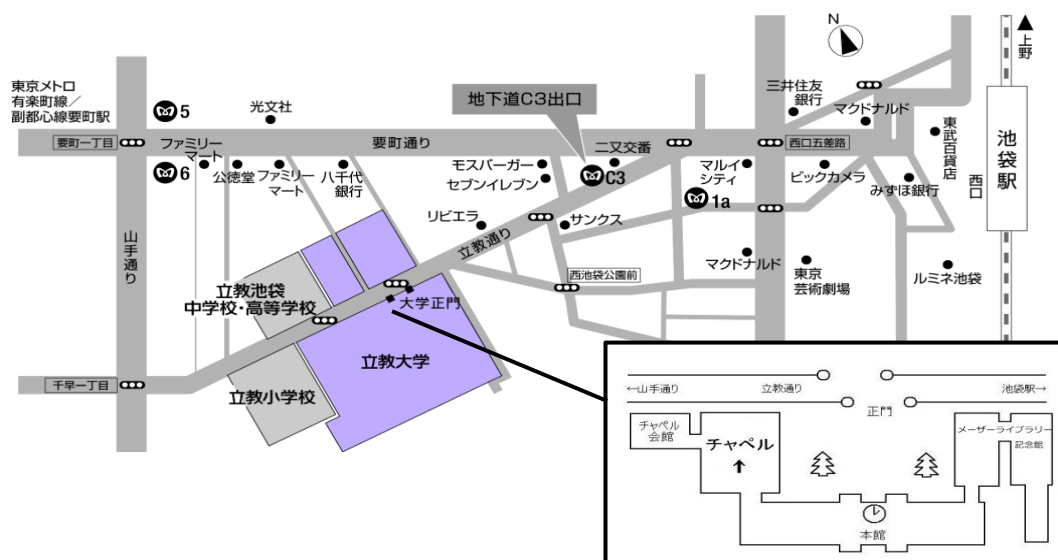 東京メトロ
有楽町線／
副都心線要町駅
5
光文社
地下道C3出口
N
三井住友
銀行
マクドナルド
上野
要町一丁目
ファミリー
マート
要町通り
二又交番
西口五差路
東武百貨店
池袋駅
西口
6
公徳堂
ファミリー
マート
八千代
銀行
モスバーガー
セブンイレブン
C3
マルイ
シティ
ビックカメラ
みずほ銀行
1a
山手通り
リビエラ
立教通り
サンクス
マクドナルド
東京
芸術劇場
ルミネ池袋
西池袋公園前
立教池袋
中学校・高等学校
大学正門
立教大学
立教小学校
千早一丁目
←山手通り
立教通り
池袋駅→
正門
チャペル
会館
チャペル
メーザーライブラリー
記念館
本館